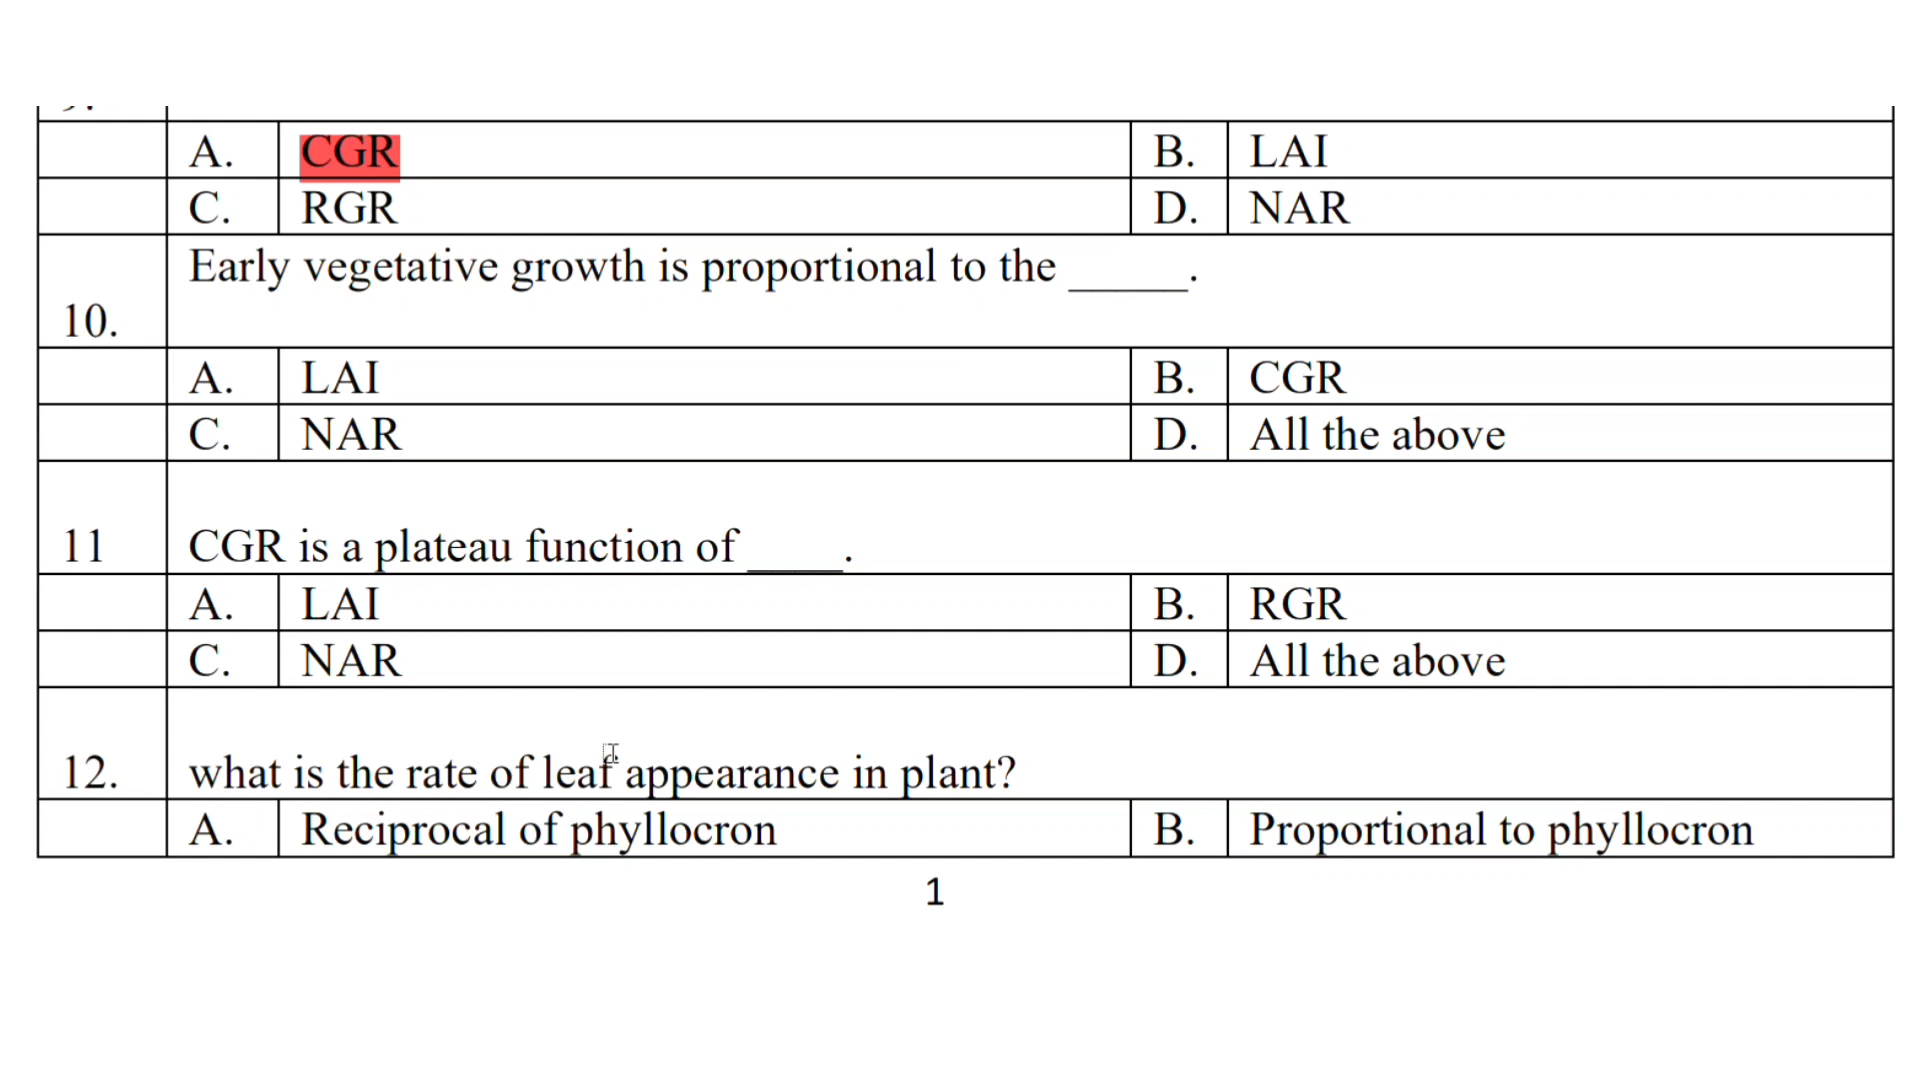 A. CGR B. LAI
C. RGR D. NAR
Early vegetative growth is proportional to the _____.
10.
A. LAI B. CGR
C. NAR D. All the above
11 CGR is a plateau function of ____.
A. LAI B. RGR
C. NAR D. All the above
12. what is the rate of leaf appearance in plant?
A. Reciprocal of phyllocron B. Proportional to phyllocron
1